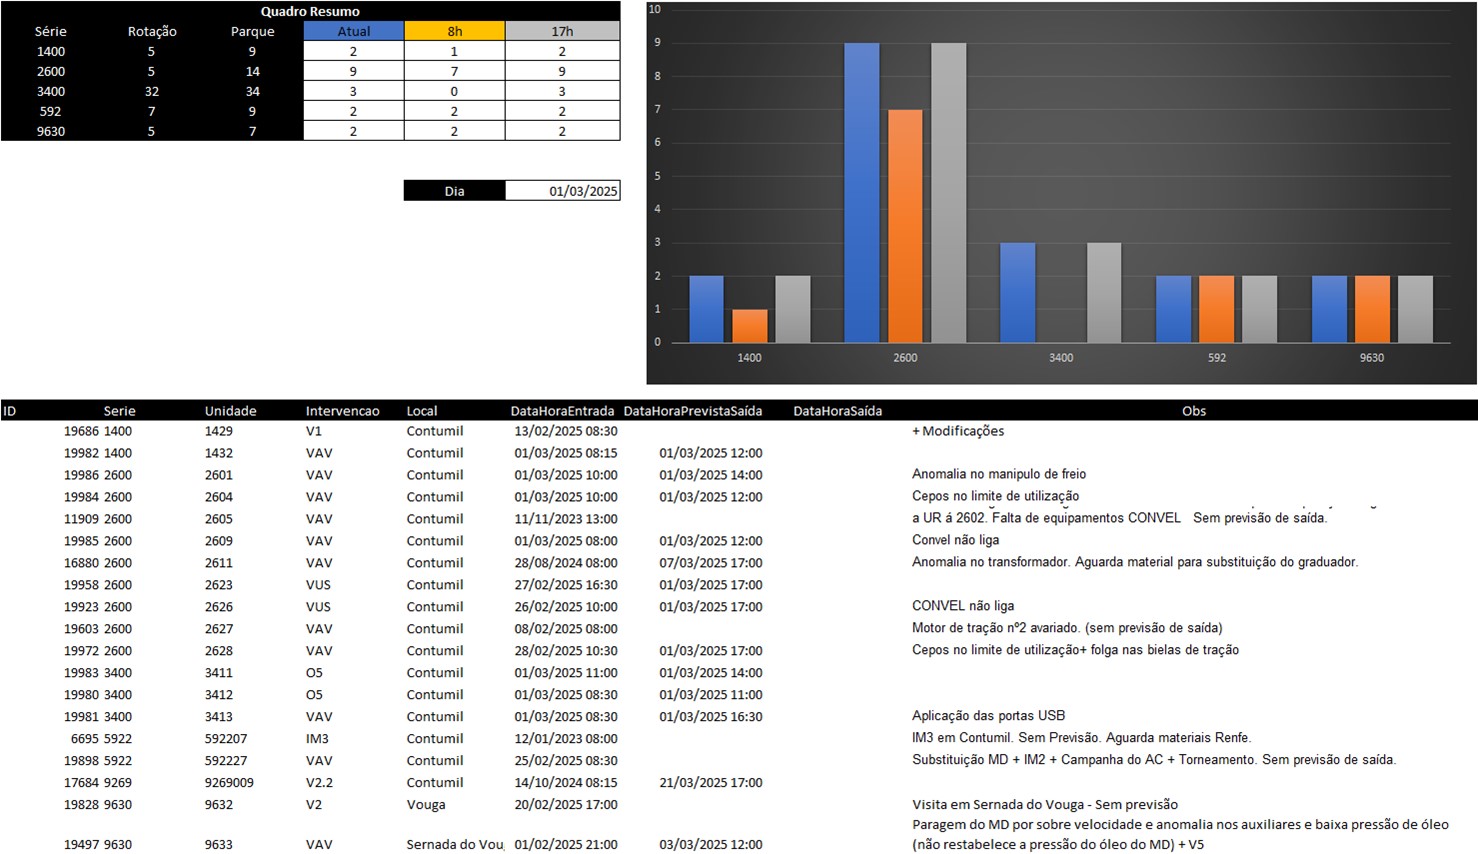 Quadro Resumo
Série Rotação Parque Atual 8h 17h
1400 5 9 2 1 2
2600 5 14 9 7 9
3400 32 34 3 0 3
592 7 9 2 2 2
9630 5 7 2 2 2
Dia 01/03/2025
10
9
8
7
6
5
4
3
2
1
0
1400 2600 3400 592 9630
ID Serie Unidade Intervencao Local DataHoraEntrada DataHoraPrevistaSaída DataHoraSaída Obs
19686 1400 1429 V1 Contumil 13/02/2025 08:30 + Modificações
19982 1400 1432 VAV Contumil 01/03/2025 08:15 01/03/2025 12:00
19986 2600 2601 VAV Contumil 01/03/2025 10:00 01/03/2025 14:00 Anomalia no manipulo de freio
19984 2600 2604 VAV Contumil 01/03/2025 10:00 01/03/2025 12:00 Cepos no limite de utilização
11909 2600 2605 VAV Contumil 11/11/2023 13:00 a UR á 2602. Falta de equipamentos CONVEL Sem previsão de saída.
19985 2600 2609 VAV Contumil 01/03/2025 08:00 01/03/2025 12:00 Convel não liga
16880 2600 2611 VAV Contumil 28/08/2024 08:00 07/03/2025 17:00 Anomalia no transformador. Aguarda material para substituição do graduador.
19958 2600 2623 VUS Contumil 27/02/2025 16:30 01/03/2025 17:00
19923 2600 2626 VUS Contumil 26/02/2025 10:00 01/03/2025 17:00 CONVEL não liga
19603 2600 2627 VAV Contumil 08/02/2025 08:00 Motor de tração nº2 avariado. (sem previsão de saída)
19972 2600 2628 VAV Contumil 28/02/2025 10:30 01/03/2025 17:00 Cepos no limite de utilização+ folga nas bielas de tração
19983 3400 3411 O5 Contumil 01/03/2025 11:00 01/03/2025 14:00
19980 3400 3412 O5 Contumil 01/03/2025 08:30 01/03/2025 11:00
19981 3400 3413 VAV Contumil 01/03/2025 08:30 01/03/2025 16:30 Aplicação das portas USB
6695 5922 592207 IM3 Contumil 12/01/2023 08:00 IM3 em Contumil. Sem Previsão. Aguarda materiais Renfe.
19898 5922 592227 VAV Contumil 25/02/2025 08:30 Substituição MD + IM2 + Campanha do AC + Torneamento. Sem previsão de saída.
17684 9269 9269009 V2.2 Contumil 14/10/2024 08:15 21/03/2025 17:00
19828 9630 9632 V2 Vouga 20/02/2025 17:00 Visita em Sernada do Vouga - Sem previsão
Paragem do MD por sobre velocidade e anomalia nos auxiliares e baixa pressão de óleo
19497 9630 9633 VAV Sernada do Vou 01/02/2025 21:00 03/03/2025 12:00 (não restabelece a pressão do óleo do MD) + V5